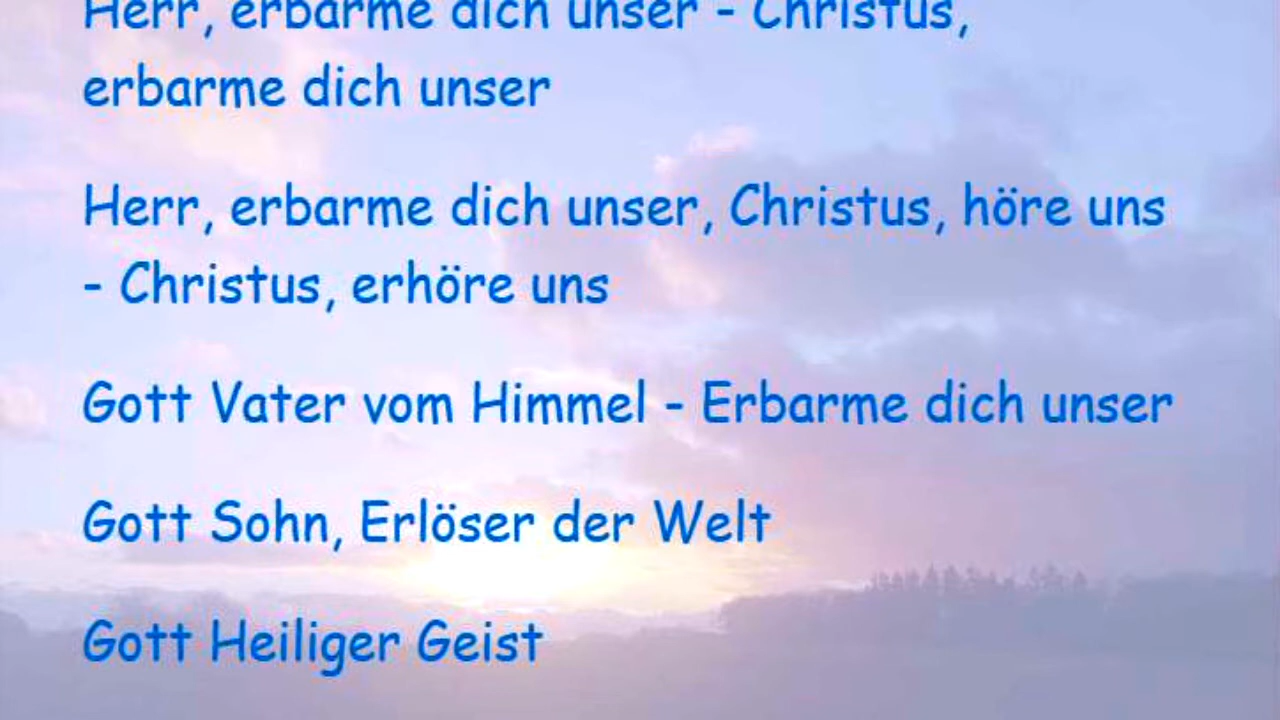 Herr, erbarme dich unser - Christus,
erbarme dich unser
Herr, erbarme dich unser, Christus, höre uns
- Christus, erhöre uns
Gott Vater vom Himmel - Erbarme dich unser
Gott Sohn, Erlöser der Welt
Gott Heiliger Geist